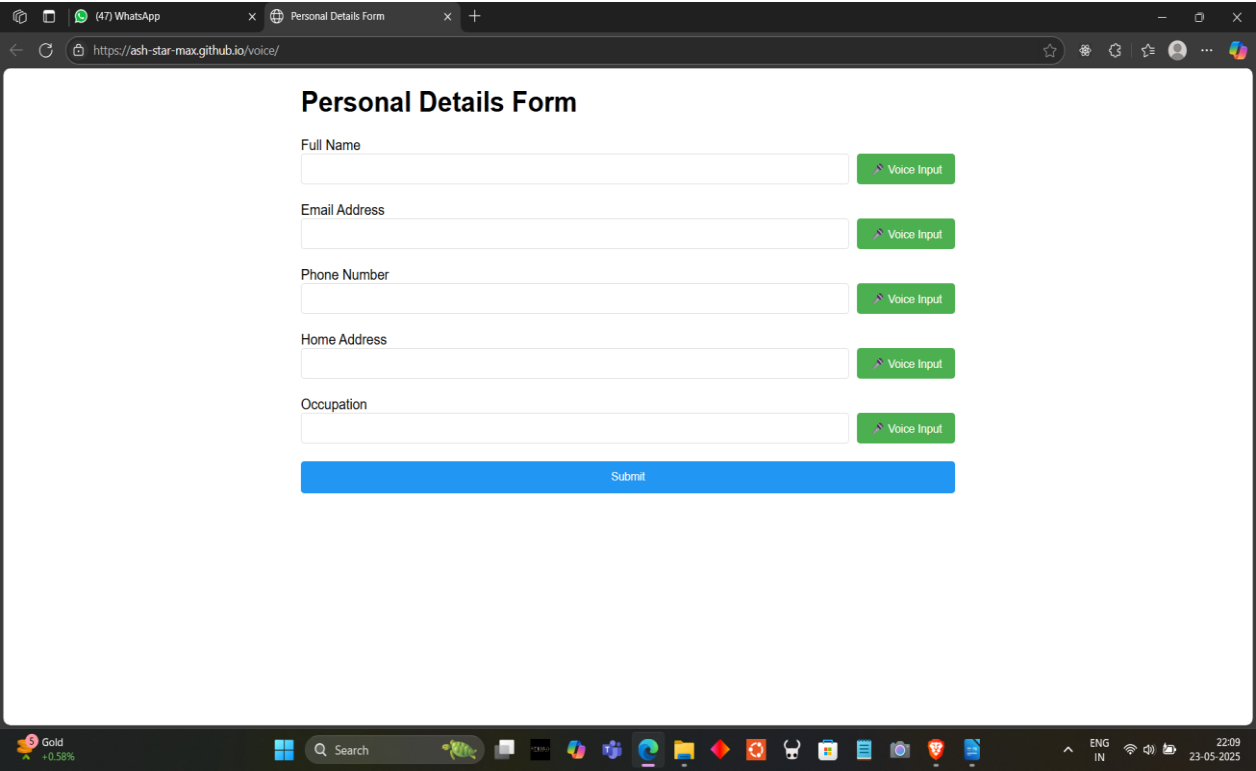 (47) WhatsApp
Personal Details Form
https://ash-star-max.github.io/voice/
Personal Details Form
Full Name
Voice Input
Email Address
Voice Input
Phone Number
Voice Input
Home Address
Voice Input
Occupation
Voice Input
Submit
5
Gold
+0.58%
Search
ENG
IN
22:09
23-05-2025